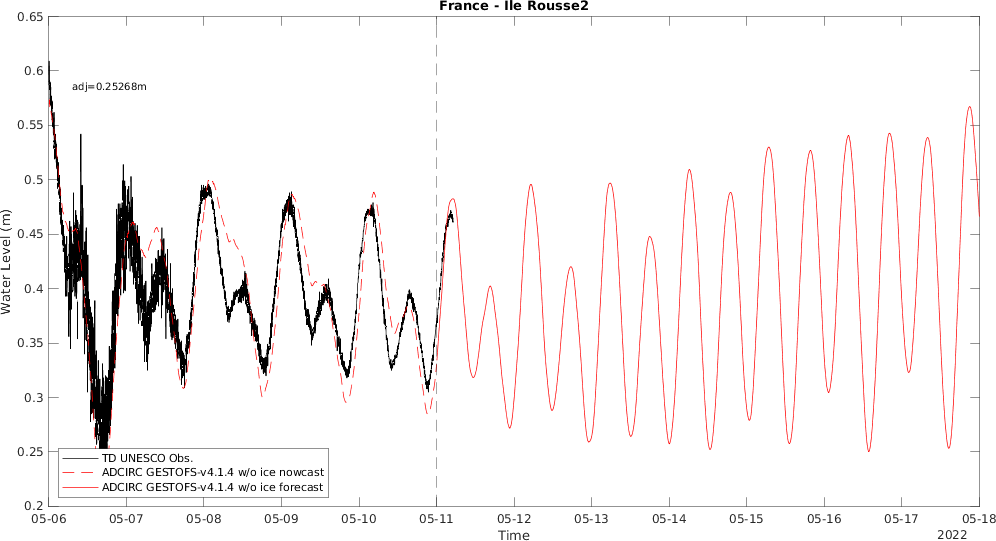 France - Ile Rousse2
0.65
0.6
0.55
0.5
0.45
0.4
0.35
0.3
0.25
0.2
Water Level (m)
adj=0.25268m
TD UNESCO Obs.
ADCIRC GESTOFS-v4.1.4 w/o ice nowcast
ADCIRC GESTOFS-v4.1.4 w/o ice forecast
05-06 05-07 05-08 05-09 05-10 05-11 05-12 05-13 05-14 05-15 05-16 05-17 05-18
Time
2022